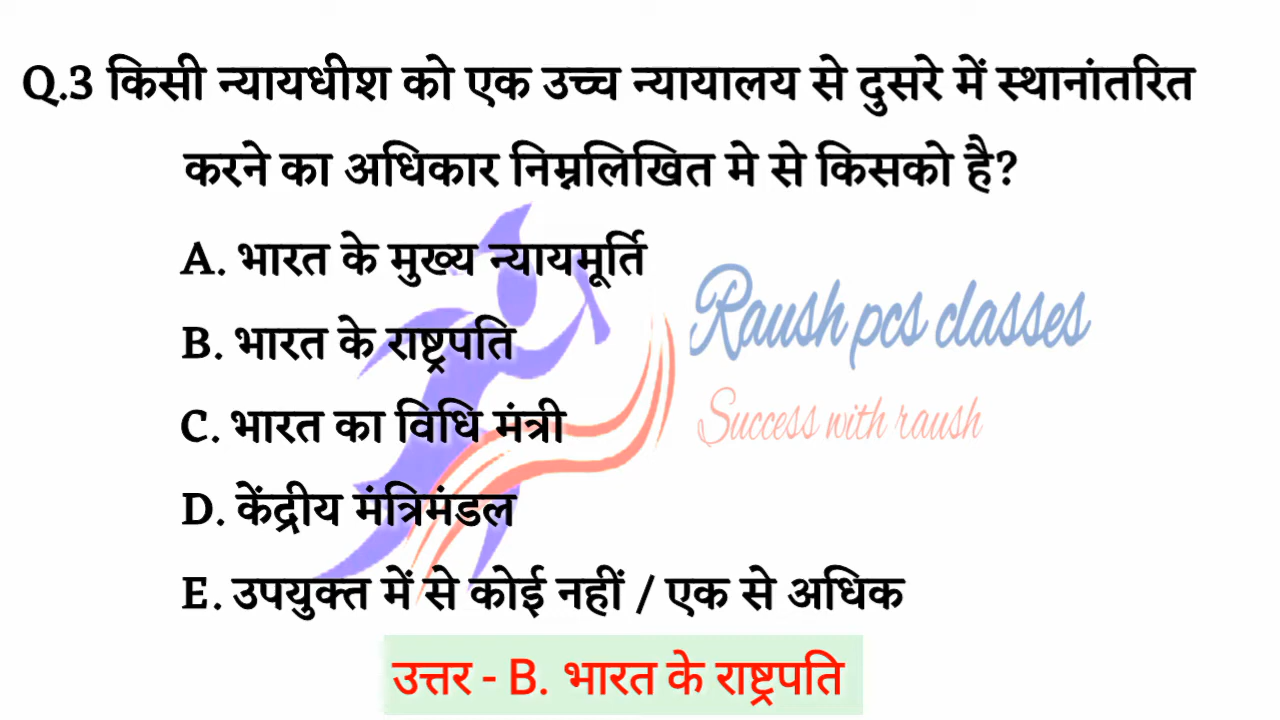 Q.3 किसी न्यायधीश को एक उच्च न्यायालय से दुसरे में स्थानांतरित
करने का अधिकार निम्नलिखित मे से किसको है?
A. भारत के मुख्य न्यायमूर्ति
B. भारत के राष्ट्रपति
C. भारत का विधि मंत्री
D. केंद्रीय मंत्रिमंडल
E. उपयुक्त में से कोई नहीं / एक से अधिक
उत्तर - B. भारत के राष्ट्रपति
Raush pcs classes
Success with raush